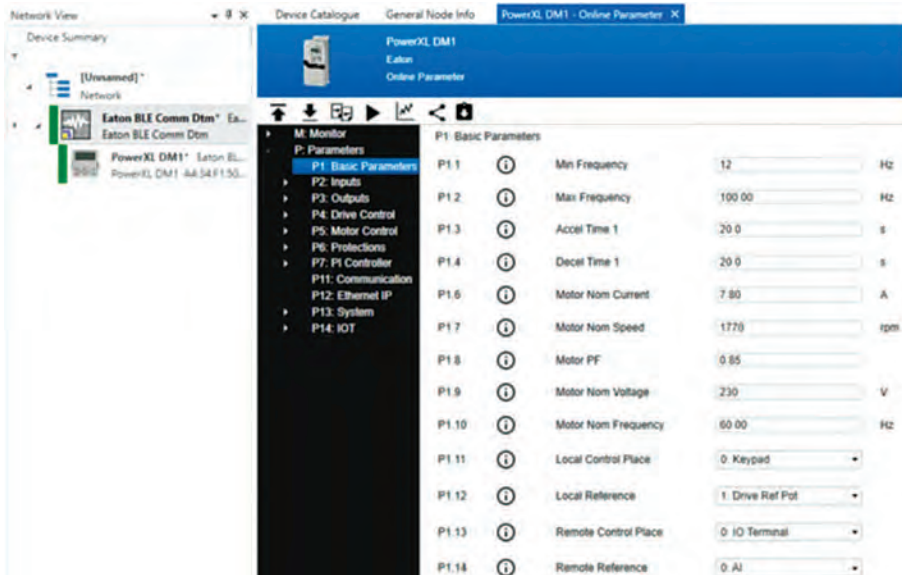 Network View
Device Catalogue General Node Info PowerXL DM1 - Online Parameter X
Device Summary
PowerXL DM1
Eaton
Online Parameter
[Unnamed]*
Network
Eaton BLE Comm Dtm* Ea...
Eaton BLE Comm Dtm
PowerXL DM1* Eaton BL...
PowerXL DM1
M: Monitor
P: Parameters
P1: Basic Parameters
P2: Inputs
P3: Outputs
P4: Drive Control
P5: Motor Control
P6: Protections
P7: PI Controller
P11: Communication
P12: Ethernet IP
P13: System
P14: IOT
P1: Basic Parameters
P1.1 Min Frequency 12 Hz
P1.2 Max Frequency 100.00 Hz
P1.3 Accel Time 1 20.0 s
P1.4 Decel Time 1 20.0 s
P1.6 Motor Nom Current 7.80 A
P1.7 Motor Nom Speed 1770 rpm
P1.8 Motor PF 0.85
P1.9 Motor Nom Voltage 230 V
P1.10 Motor Nom Frequency 60.00 Hz
P1.11 Local Control Place 0: Keypad
P1.12 Local Reference 1: Drive Ref Pot
P1.13 Remote Control Place 0: IO Terminal
P1.14 Remote Reference 0: AI